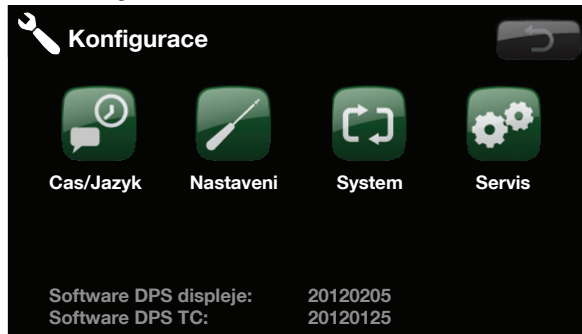 Konfigurace
Cas/Jazyk Nastaveni System Servis
Software DPS displeje: 20120205
Software DPS TC: 20120125